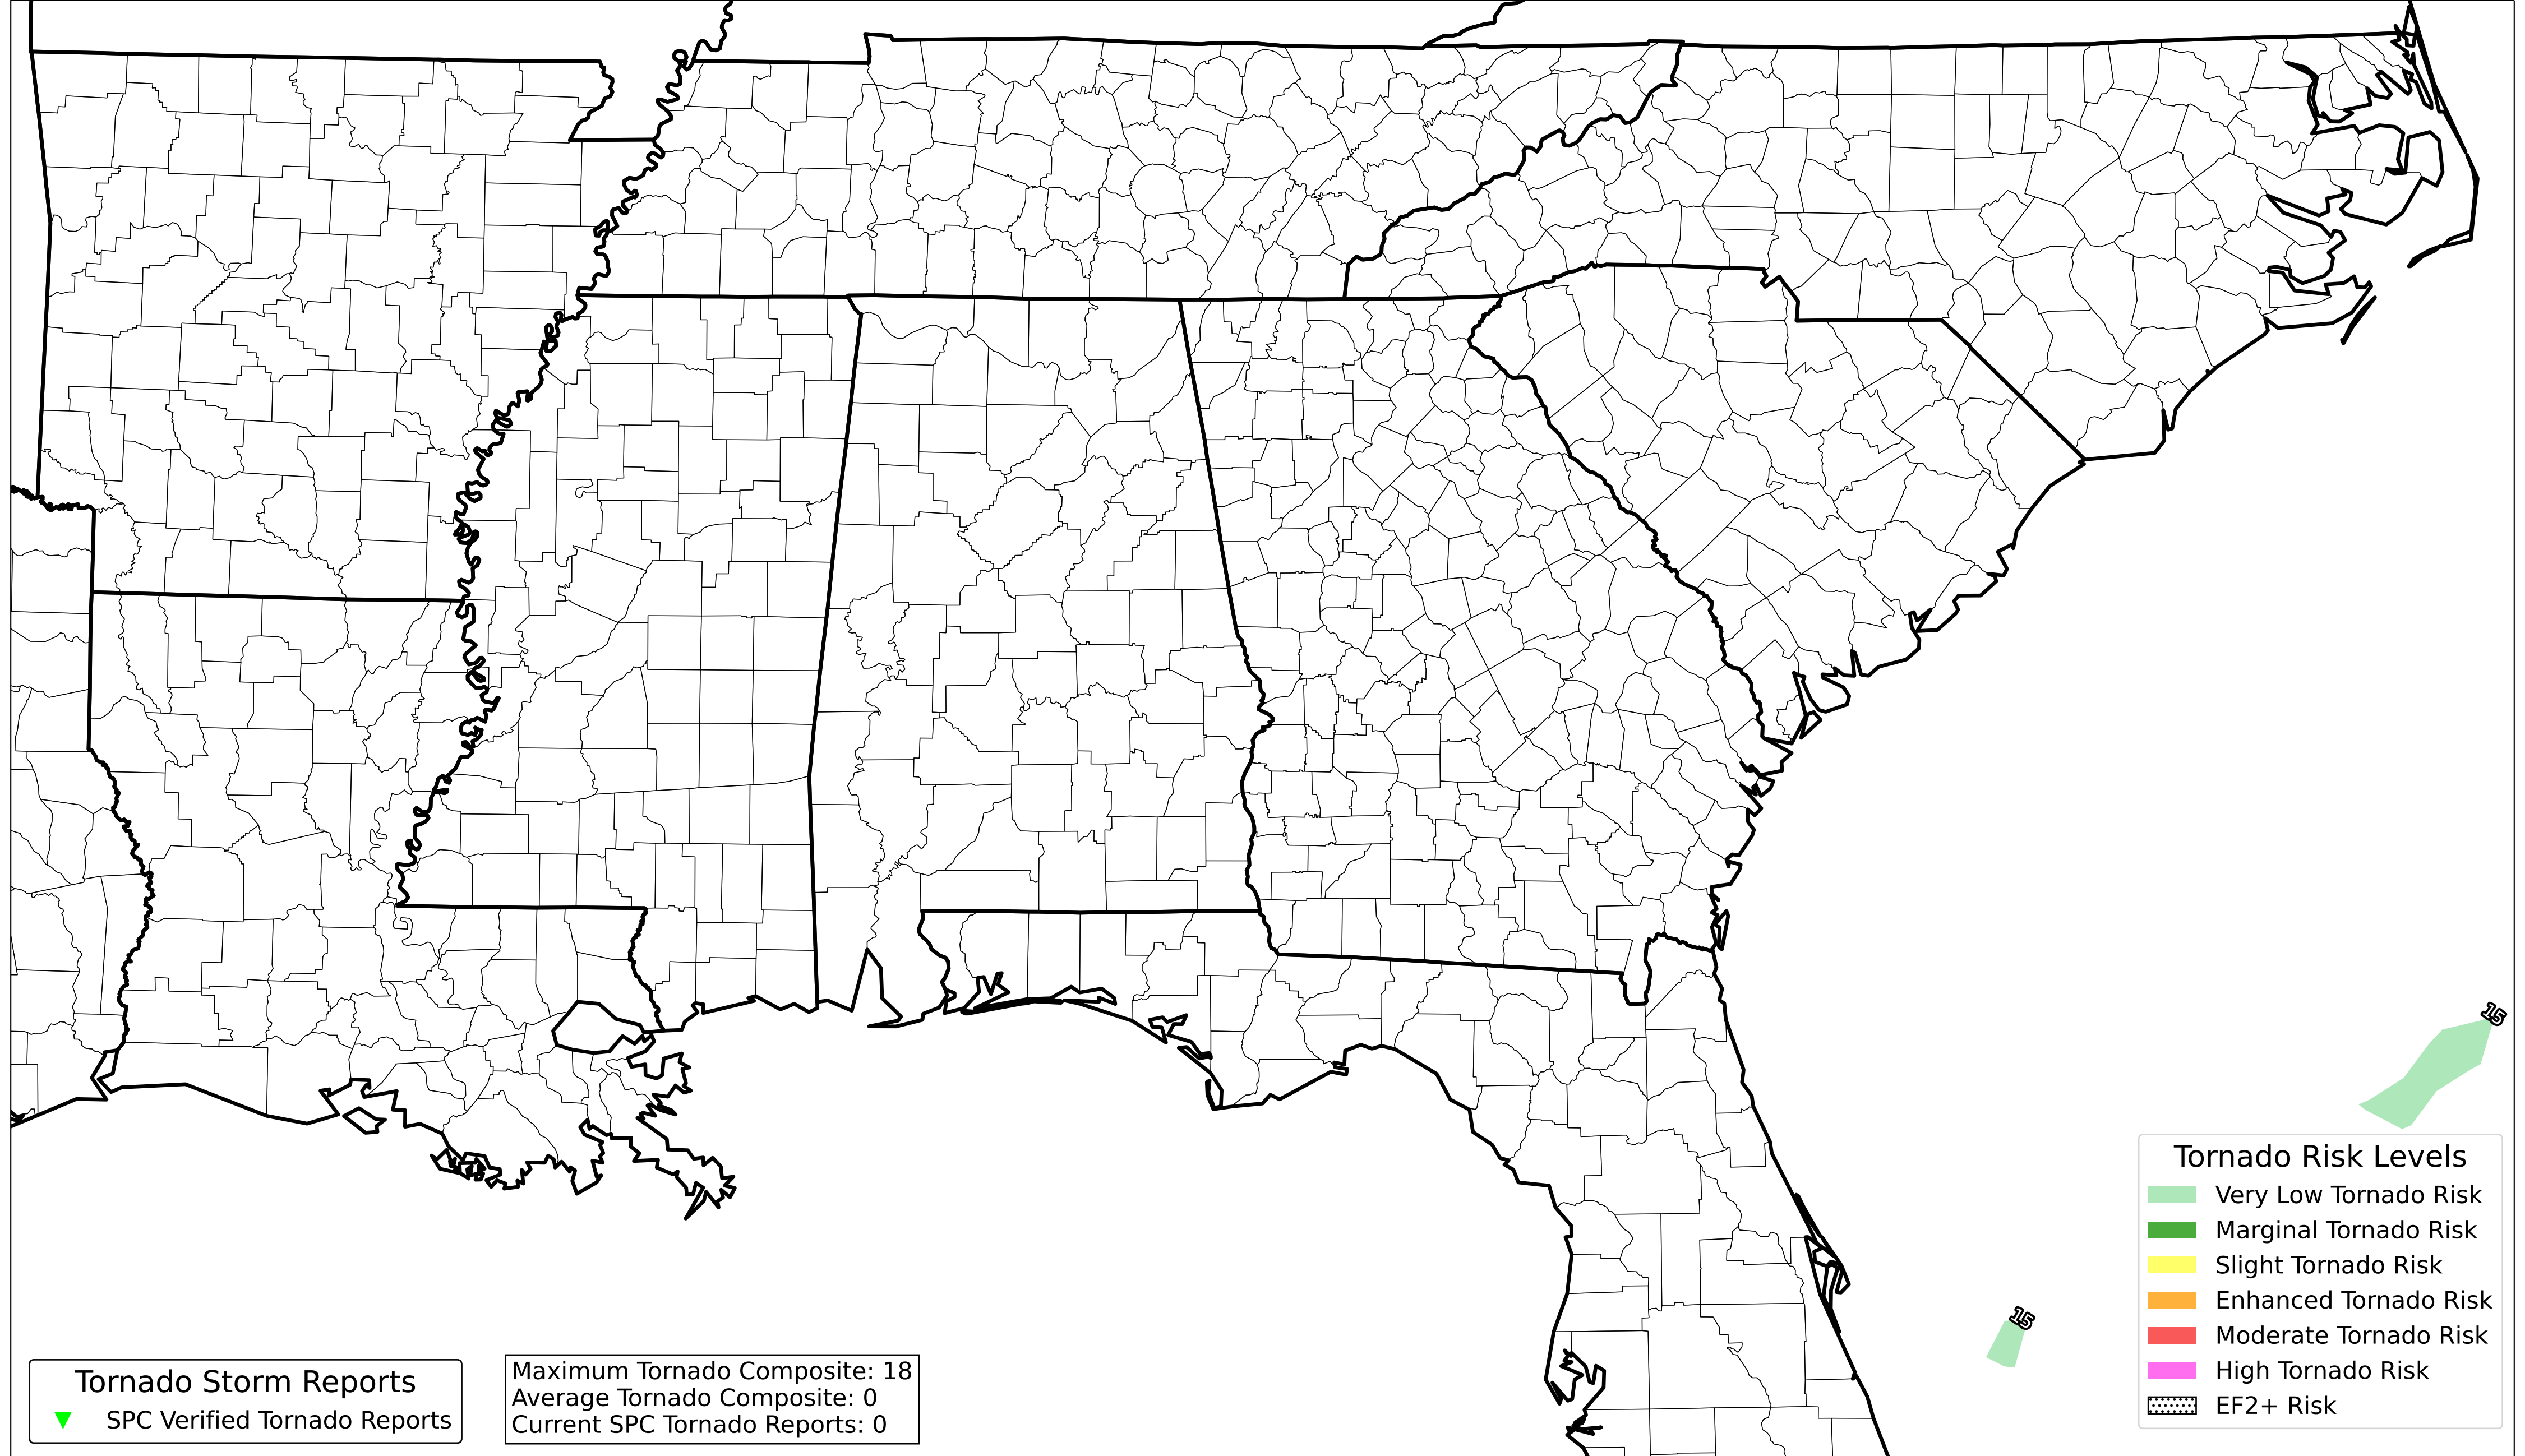 15
15
Tornado Risk Levels
Very Low Tornado Risk
Marginal Tornado Risk
Slight Tornado Risk
Enhanced Tornado Risk
Moderate Tornado Risk
High Tornado Risk
EF2+ Risk
Tornado Storm Reports
SPC Verified Tornado Reports
Maximum Tornado Composite: 18
Average Tornado Composite: 0
Current SPC Tornado Reports: 0